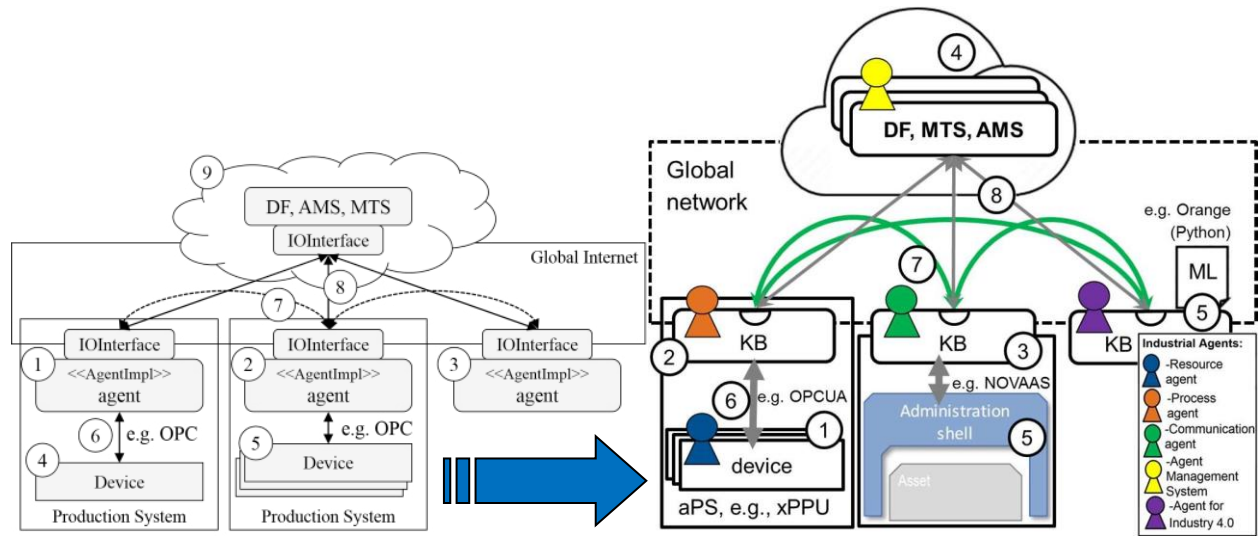 9
DF, AMS, MTS
IOInterface
Global Internet
7
8
IOInterface
IOInterface
IOInterface
1
<<AgentImpl>>
agent
2
<<AgentImpl>>
agent
3
<<AgentImpl>>
agent
6
e.g. OPC
e.g. OPC
4
Device
5
Device
Production System
Production System
4
DF, MTS, AMS
Global
network
8
e.g. Orange
(Python)
ML
7
5
2
KB
KB
3
KB
6
e.g. OPCUA
e.g. NOVAAS
1
device
aPS, e.g., xPPU
Administration
shell
5
Asset
Industrial Agents:
-Resource
agent
-Process
agent
-Communication
agent
-Agent
Management
System
-Agent for
Industry 4.0